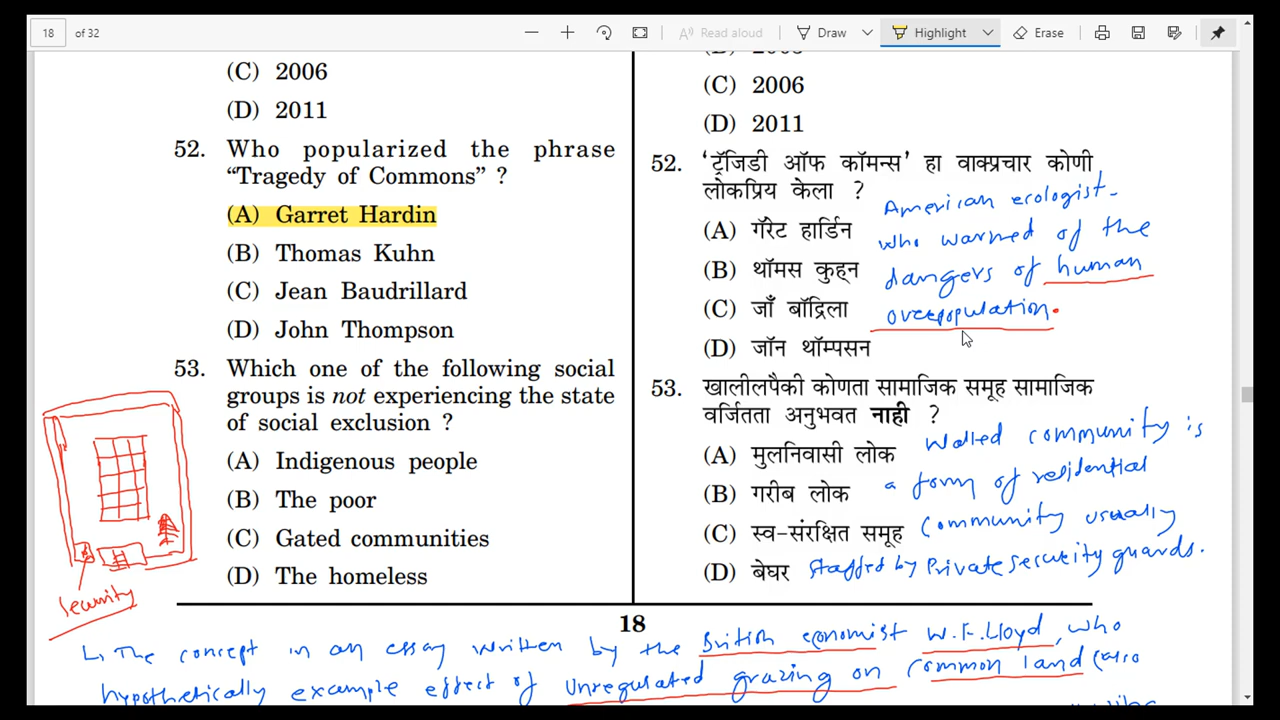 18 of 32
Read aloud
Draw
Highlight
Erase
(C) 2006
(D) 2011
52. Who popularized the phrase
“Tragedy of Commons” ?
(A) Garret Hardin
(B) Thomas Kuhn
(C) Jean Baudrillard
(D) John Thompson
53. Which one of the following social
groups is not experiencing the state
of social exclusion ?
(A) Indigenous people
(B) The poor
(C) Gated communities
(D) The homeless
Security
(C) 2006
(D) 2011
52. ‘ट्रॅजिडी ऑफ कॉमन्स’ हा वाक्प्रचार कोणी
लोकप्रिय केला ?
(A) गॅरेट हार्डिन
(B) थॉमस कुह्न
(C) जाँ बॉद्रिला
(D) जॉन थॉम्पसन
American ecologist
who warned of the
dangers of human
overpopulation.
53. खालीलपैकी कोणता सामाजिक समूह सामाजिक
वर्जितता अनुभवत नाही ?
(A) मुलनिवासी लोक
(B) गरीब लोक
(C) स्व-संरक्षित समूह
(D) बेघर
Walled community is
a form of residential
Community usually
staffed by Private security guards.
18
The concept in an essay written by the British economist W.F.Lloyd, who
hypothetically example effect of unregulated grazing on common land (also